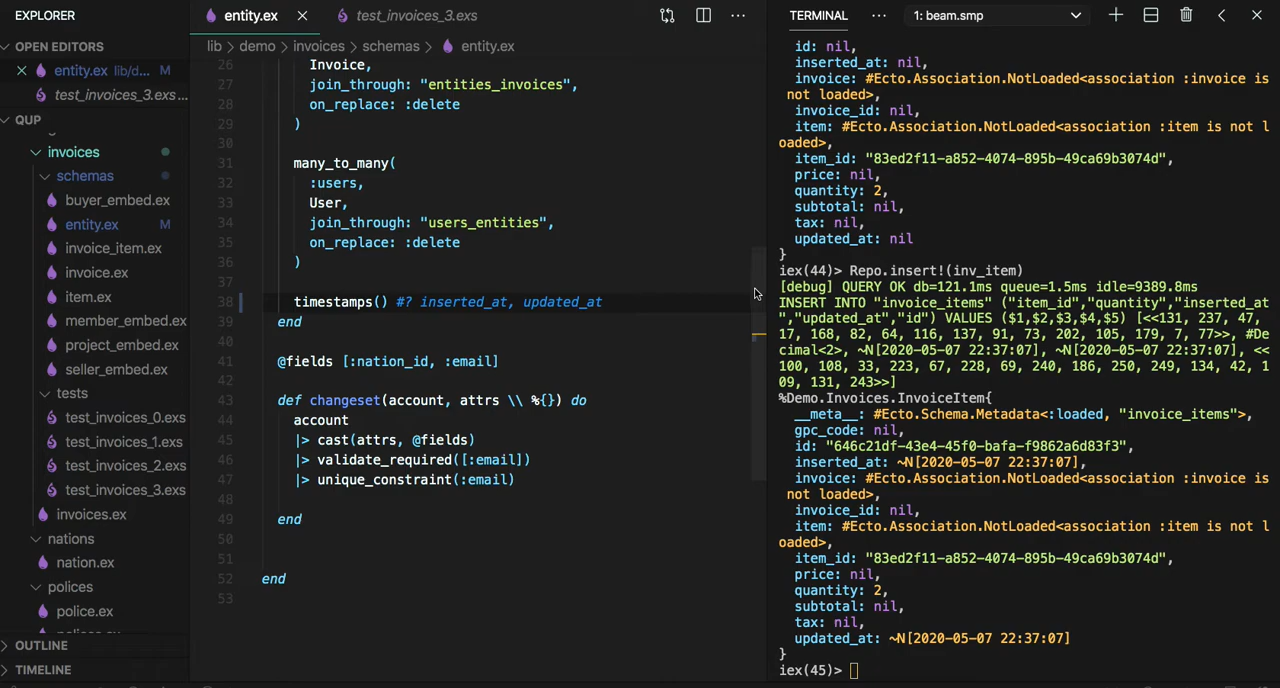 EXPLORER
OPEN EDITORS
entity.ex lib/d... M
test_invoices_3.exs...
QUP
invoices
schemas
buyer_embed.ex
entity.ex M
invoice_item.ex
invoice.ex
item.ex
member_embed.ex
project_embed.ex
seller_embed.ex
tests
test_invoices_0.exs
test_invoices_1.exs
test_invoices_2.exs
test_invoices_3.exs
invoices.ex
nations
nation.ex
polices
police.ex
OUTLINE
TIMELINE
entity.ex
test_invoices_3.exs
lib > demo > invoices > schemas > entity.ex
26 Invoice,
27 join_through: "entities_invoices",
28 on_replace: :delete
29 )
30
31 many_to_many(
32 :users,
33 User,
34 join_through: "users_entities",
35 on_replace: :delete
36 )
37
38 timestamps() #? inserted_at, updated_at
39 end
40
41 @fields [:nation_id, :email]
42
43 def changeset(account, attrs \\ %{}) do
44 account
45 |> cast(attrs, @fields)
46 |> validate_required([:email])
47 |> unique_constraint(:email)
48
49 end
50
51
52 end
53
TERMINAL ... 1: beam.smp
id: nil,
inserted_at: nil,
invoice: #Ecto.Association.NotLoaded<association :invoice is
not loaded>,
invoice_id: nil,
item: #Ecto.Association.NotLoaded<association :item is not l
oaded>,
item_id: "83ed2f11-a852-4074-895b-49ca69b3074d",
price: nil,
quantity: 2,
subtotal: nil,
tax: nil,
updated_at: nil
}
iex(44)> Repo.insert!(inv_item)
[debug] QUERY OK db=121.1ms queue=1.5ms idle=9389.8ms
INSERT INTO "invoice_items" ("item_id","quantity","inserted_at
","updated_at","id") VALUES ($1,$2,$3,$4,$5) [<<131, 237, 47,
17, 168, 82, 64, 116, 137, 91, 73, 202, 105, 179, 7, 77>>, #De
cimal<2>, ~N[2020-05-07 22:37:07], ~N[2020-05-07 22:37:07], <<
100, 108, 33, 223, 67, 228, 69, 240, 186, 250, 249, 134, 42, 1
09, 131, 243>>]
%Demo.Invoices.InvoiceItem{
__meta__: #Ecto.Schema.Metadata<:loaded, "invoice_items">,
gpc_code: nil,
id: "646c21df-43e4-45f0-bafa-f9862a6d83f3",
inserted_at: ~N[2020-05-07 22:37:07],
invoice: #Ecto.Association.NotLoaded<association :invoice is
not loaded>,
invoice_id: nil,
item: #Ecto.Association.NotLoaded<association :item is not l
oaded>,
item_id: "83ed2f11-a852-4074-895b-49ca69b3074d",
price: nil,
quantity: 2,
subtotal: nil,
tax: nil,
updated_at: ~N[2020-05-07 22:37:07]
}
iex(45)>